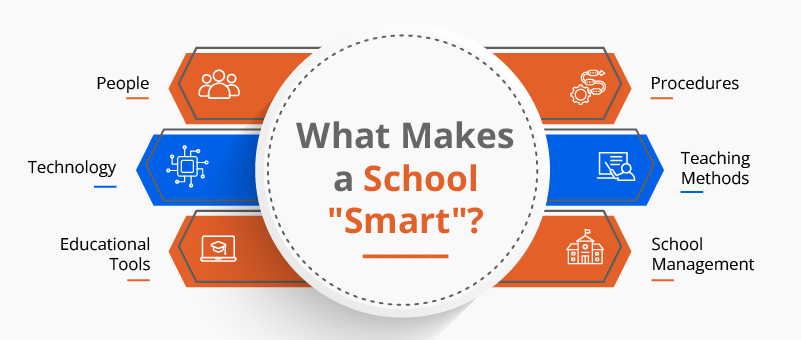 People
Technology
Educational
Tools
What Makes
a School
"Smart"?
Procedures
Teaching
Methods
School
Management